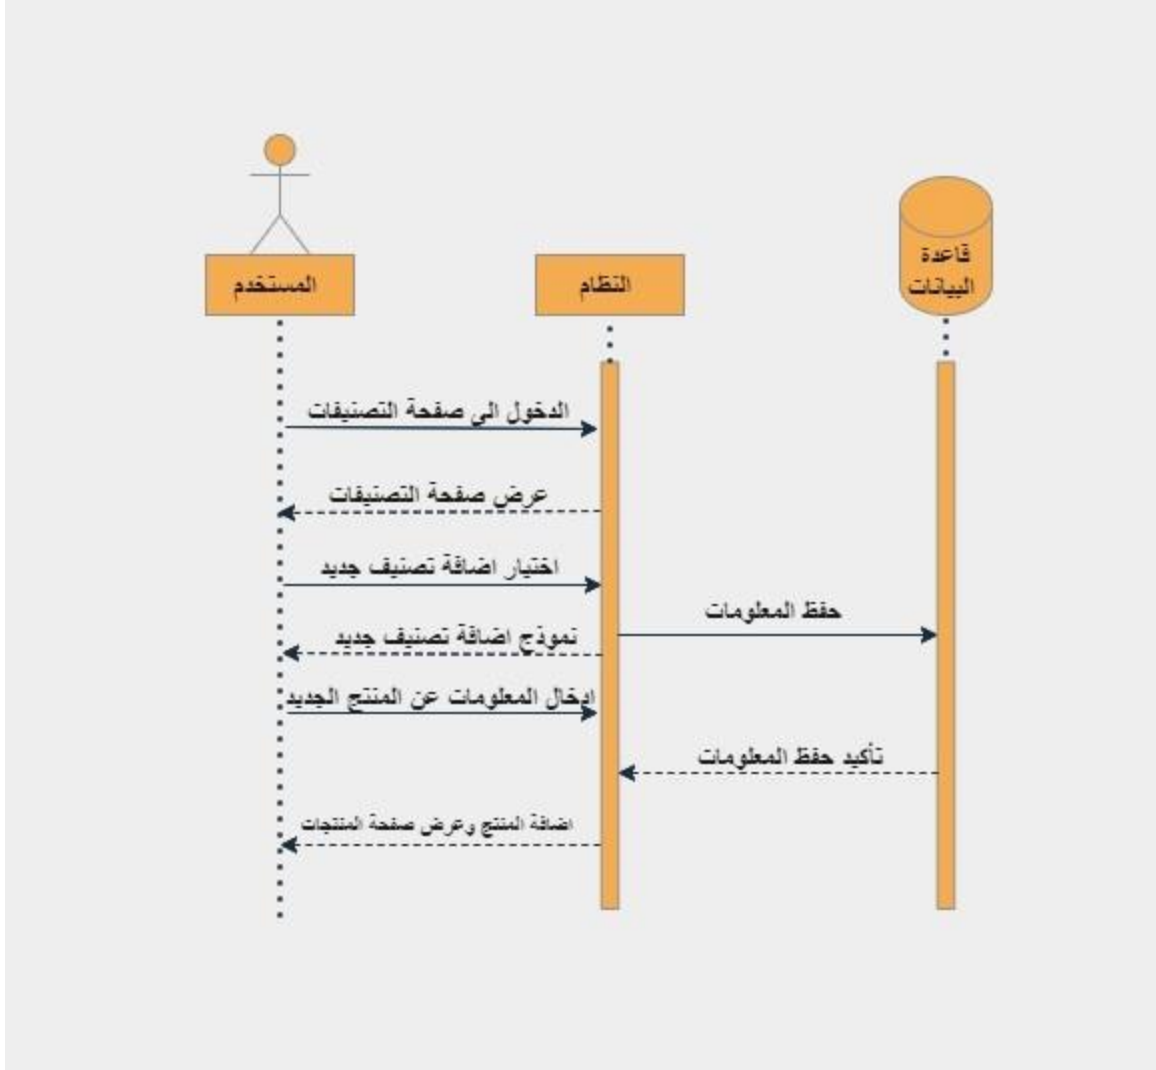 المستخدم
النظام
قاعدة
البيانات
الدخول الى صفحة التصنيفات
عرض صفحة التصنيفات
اختيار اضافة تصنيف جديد
حفظ المعلومات
نموذج اضافة تصنيف جديد
ادخال المعلومات عن المنتج الجديد
تأكيد حفظ المعلومات
اضافة المنتج وعرض صفحة المنتجات